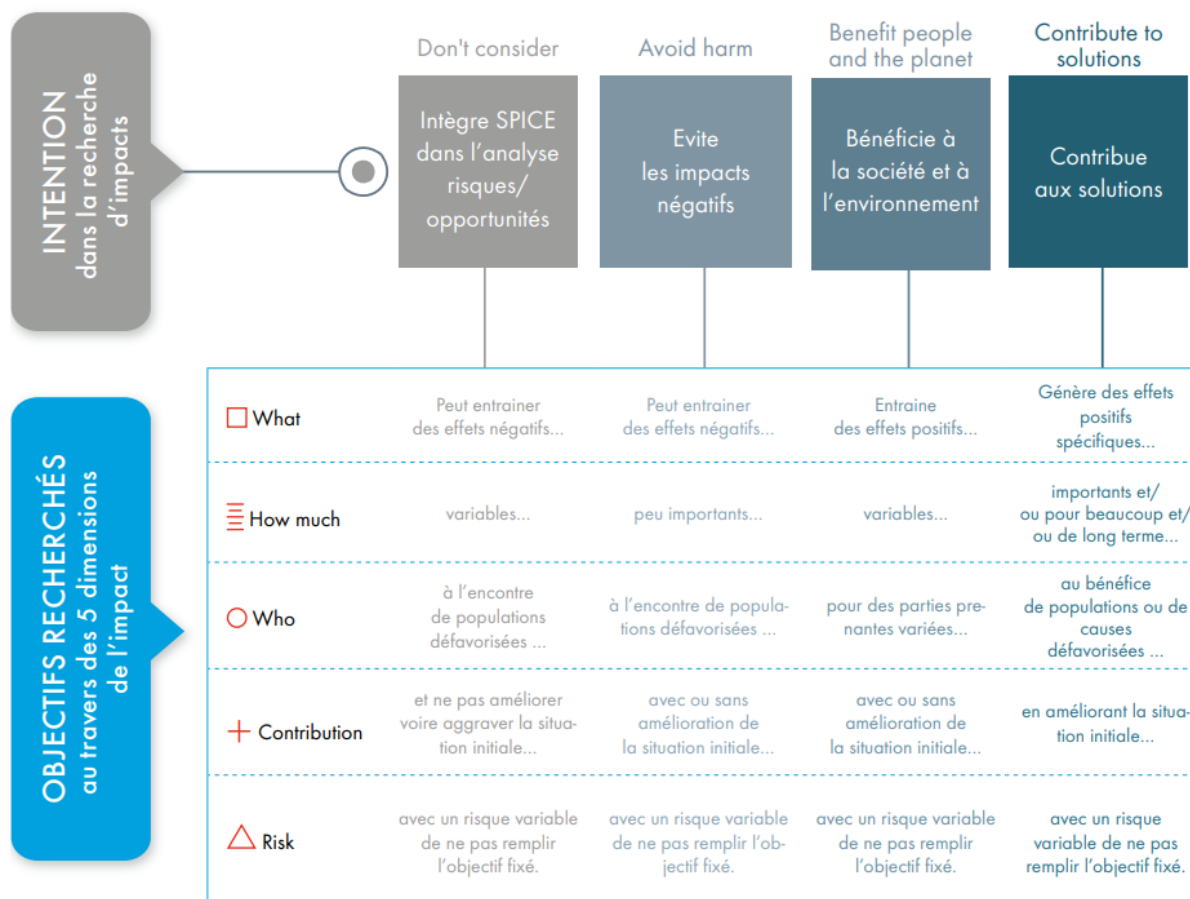 INTENTION
dans la recherche
d'impacts
Don't consider
Avoid harm
Benefit people
and the planet
Contribute to
solutions
Intègre SPICE
dans l'analyse
risques/
opportunités
Evite
les impacts
négatifs
Bénéficie à
la société et à
l'environnement
Contribue
aux solutions
OBJECTIFS RECHERCHÉS
au travers des 5 dimensions
de l'impact
What
Peut entrainer
des effets négatifs...
Peut entrainer
des effets négatifs...
Entraine
des effets positifs...
Génère des effets
positifs
spécifiques...
How much
variables...
peu importants...
variables...
importants et/
ou pour beaucoup et/
ou de long terme...
Who
à l'encontre
de populations
défavorisées ...
à l'encontre de popula-
tions défavorisées ...
pour des parties pre-
nantes variées...
au bénéfice
de populations ou de
causes
défavorisées ...
Contribution
et ne pas améliorer
voire aggraver la situa-
tion initiale...
avec ou sans
amélioration de
la situation initiale...
avec ou sans
amélioration de
la situation initiale...
en améliorant la situa-
tion initiale...
Risk
avec un risque variable
de ne pas remplir
l'objectif fixé.
avec un risque variable
de ne pas remplir l'ob-
jectif fixé.
avec un risque variable
de ne pas remplir
l'objectif fixé.
avec un risque
variable de ne pas
remplir l'objectif fixé.